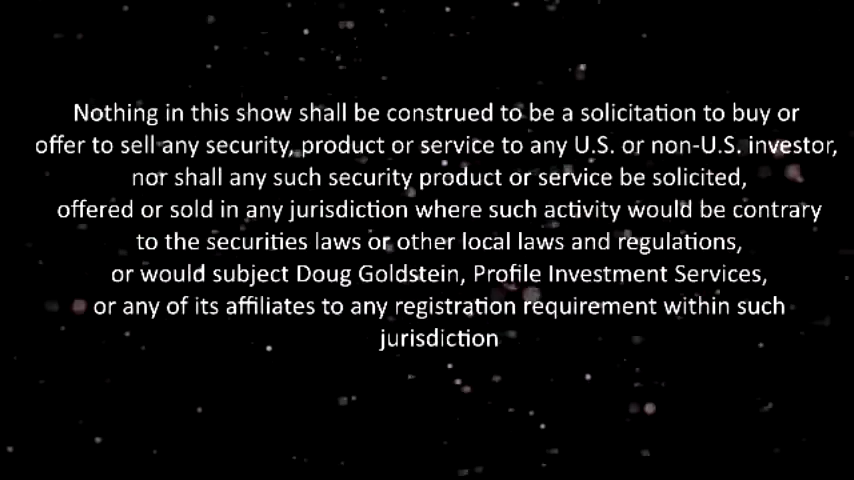 Nothing in this show shall be construed to be a solicitation to buy or
offer to sell any security, product or service to any U.S. or non-U.S. investor,
nor shall any such security product or service be solicited,
offered or sold in any jurisdiction where such activity would be contrary
to the securities laws or other local laws and regulations,
or would subject Doug Goldstein, Profile Investment Services,
or any of its affiliates to any registration requirement within such
jurisdiction